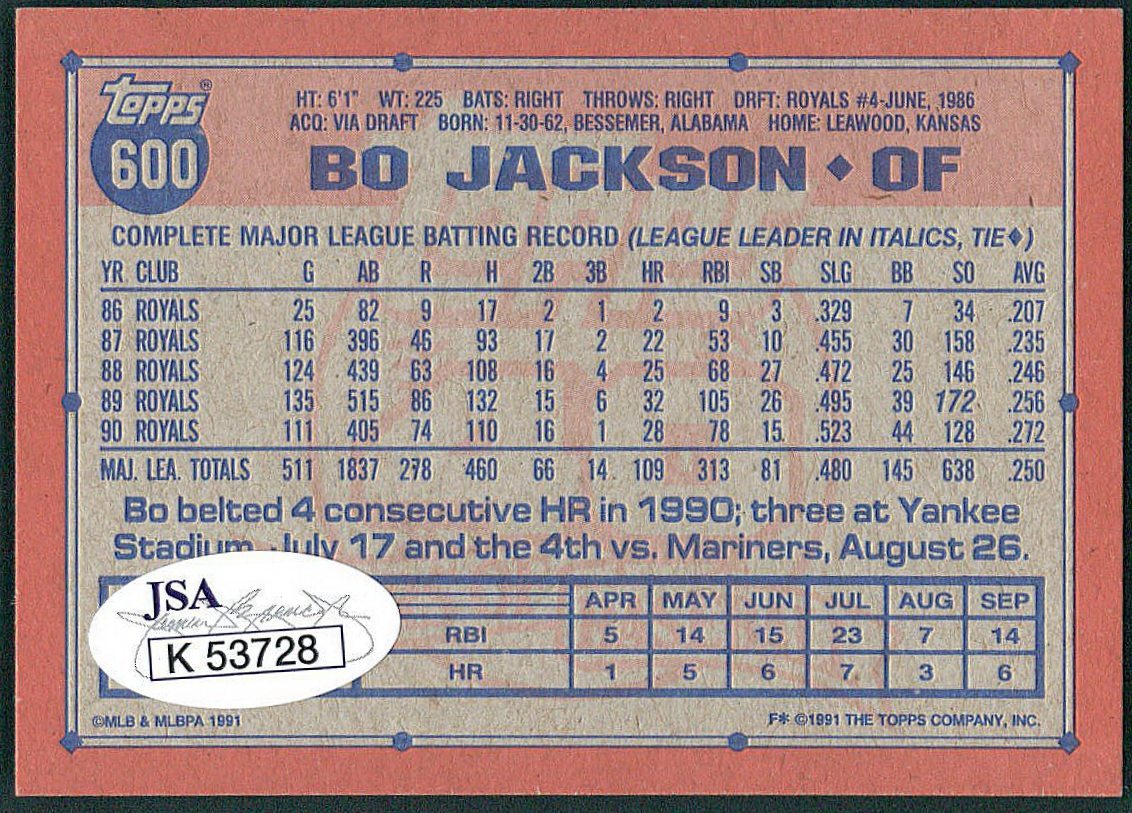 Topps®
600
HT: 6'1" WT: 225 BATS: RIGHT THROWS: RIGHT DRFT: ROYALS #4-JUNE, 1986
ACQ: VIA DRAFT BORN: 11-30-62, BESSEMER, ALABAMA HOME: LEAWOOD, KANSAS
BO JACKSON ◆ OF
COMPLETE MAJOR LEAGUE BATTING RECORD (LEAGUE LEADER IN ITALICS, TIE◆)
YR CLUB G AB R H 2B 3B HR RBI SB SLG BB SO AVG
86 ROYALS 25 82 9 17 2 1 2 9 3 .329 7 34 .207
87 ROYALS 116 396 46 93 17 2 22 53 10 .455 30 158 .235
88 ROYALS 124 439 63 108 16 4 25 68 27 .472 25 146 .246
89 ROYALS 135 515 86 132 15 6 32 105 26 .495 39 172 .256
90 ROYALS 111 405 74 110 16 1 28 78 15 .523 44 128 .272
MAJ. LEA. TOTALS 511 1837 278 460 66 14 109 313 81 .480 145 638 .250
Bo belted 4 consecutive HR in 1990; three at Yankee
Stadium, July 17 and the 4th vs. Mariners, August 26.
APR MAY JUN JUL AUG SEP
RBI 5 14 15 23 7 14
HR 1 5 6 7 3 6
JSA
K 53728
©MLB & MLBPA 1991
F* ©1991 THE TOPPS COMPANY, INC.